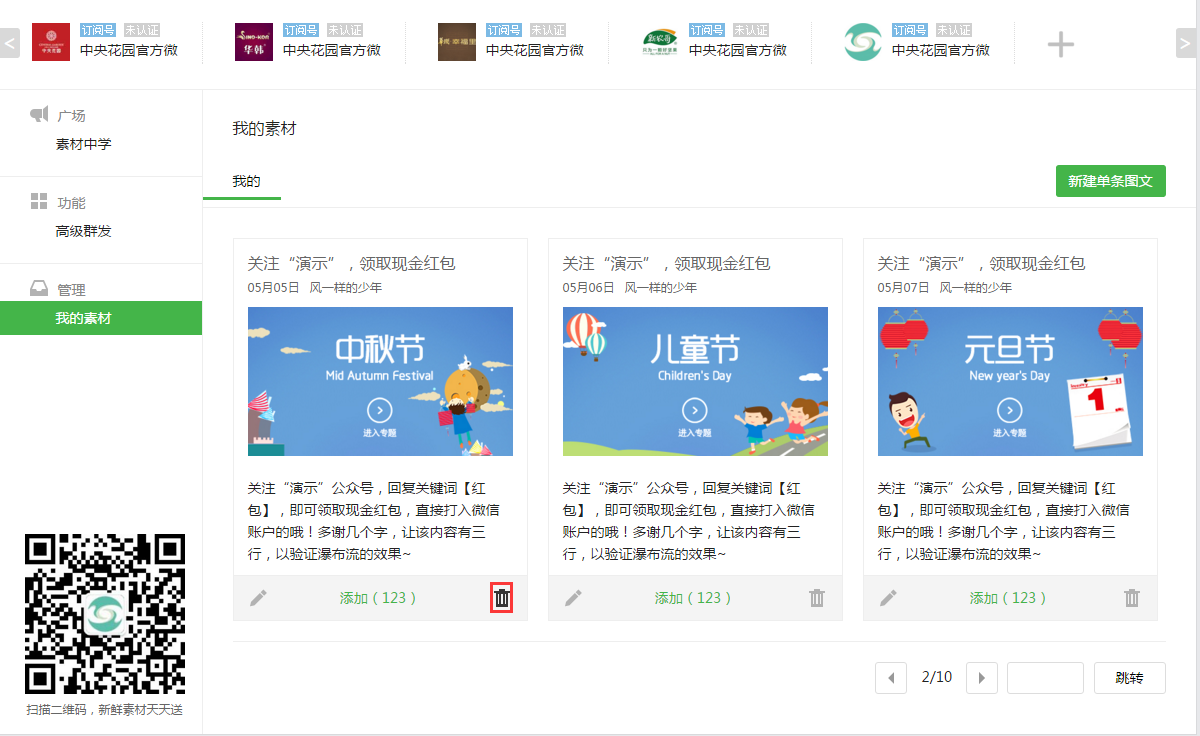 <
订阅号 未认证
中央花园官方微
订阅号 未认证
中央花园官方微
订阅号 未认证
中央花园官方微
订阅号 未认证
中央花园官方微
订阅号 未认证
中央花园官方微
>
SINO-KOR
华韩
幸福里
广场
素材中学
功能
高级群发
管理
我的素材
扫描二维码，新鲜素材天天送
我的素材
我的
新建单条图文
关注“演示”，领取现金红包
05月05日 风一样的少年
中秋节
Mid Autumn Festival
进入专题
关注“演示”公众号，回复关键词【红
包】，即可领取现金红包，直接打入微信
账户的哦！多谢几个字，让该内容有三
行，以验证瀑布流的效果~
添加（123）
关注“演示”，领取现金红包
05月06日 风一样的少年
儿童节
Children's Day
进入专题
关注“演示”公众号，回复关键词【红
包】，即可领取现金红包，直接打入微信
账户的哦！多谢几个字，让该内容有三
行，以验证瀑布流的效果~
添加（123）
关注“演示”，领取现金红包
05月07日 风一样的少年
元旦节
New year's Day
进入专题
1
关注“演示”公众号，回复关键词【红
包】，即可领取现金红包，直接打入微信
账户的哦！多谢几个字，让该内容有三
行，以验证瀑布流的效果~
添加（123）
2/10
跳转